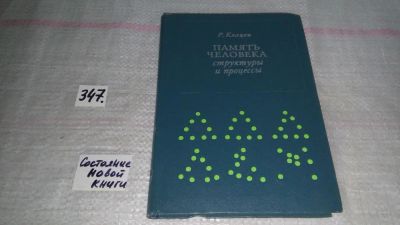 Р. Клацки
ПАМЯТЬ
ЧЕЛОВЕКА
структуры
и процессы
347.
Состояние
новой
книги